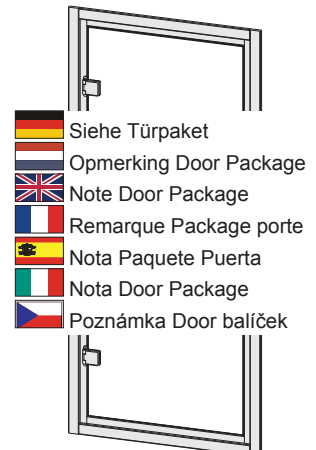 Siehe Türpaket
Opmerking Door Package
Note Door Package
Remarque Package porte
Nota Paquete Puerta
Nota Door Package
Poznámka Door balíček